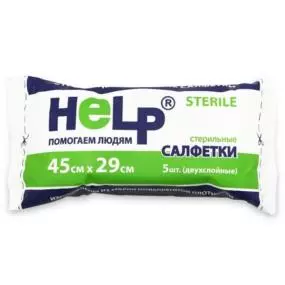 HeLP® STERILE
ПОМОГАЕМ ЛЮДЯМ
стерильные
САЛФЕТКИ
45см х 29см
5шт. (двухслойные)